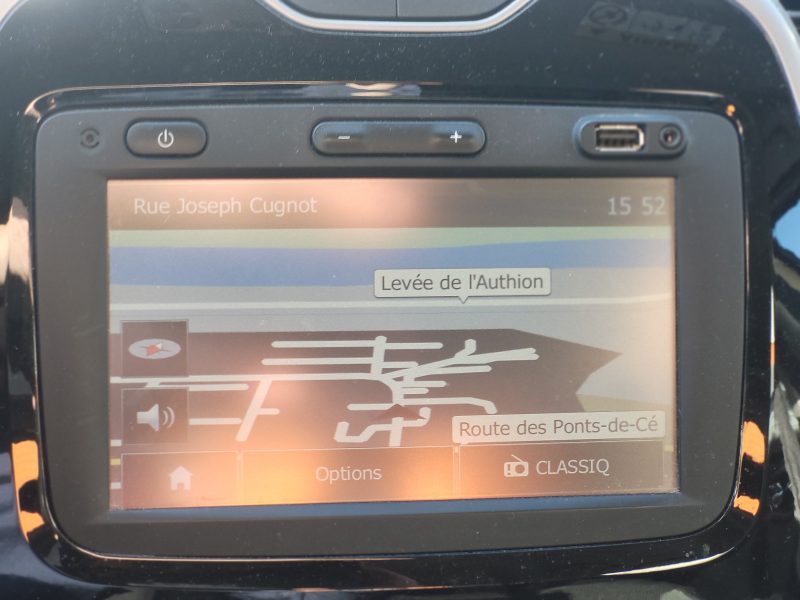 Rue Joseph Cugnot
15 52
Levée de l'Authion
Route des Ponts-de-Cé
Options
CLASSIQ